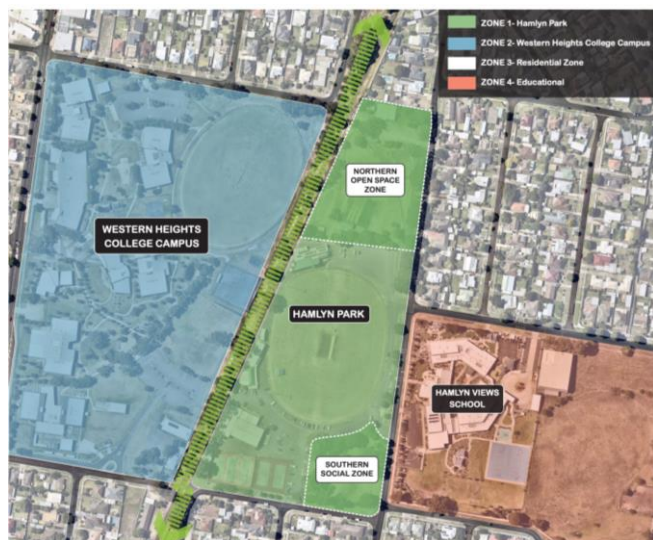 ZONE 1- Hamlyn Park
ZONE 2- Western Heights College Campus
ZONE 3- Residential Zone
ZONE 4- Educational
NORTHERN
OPEN SPACE
ZONE
WESTERN HEIGHTS
COLLEGE CAMPUS
HAMLYN PARK
HAMLYN VIEWS
SCHOOL
SOUTHERN
SOCIAL ZONE